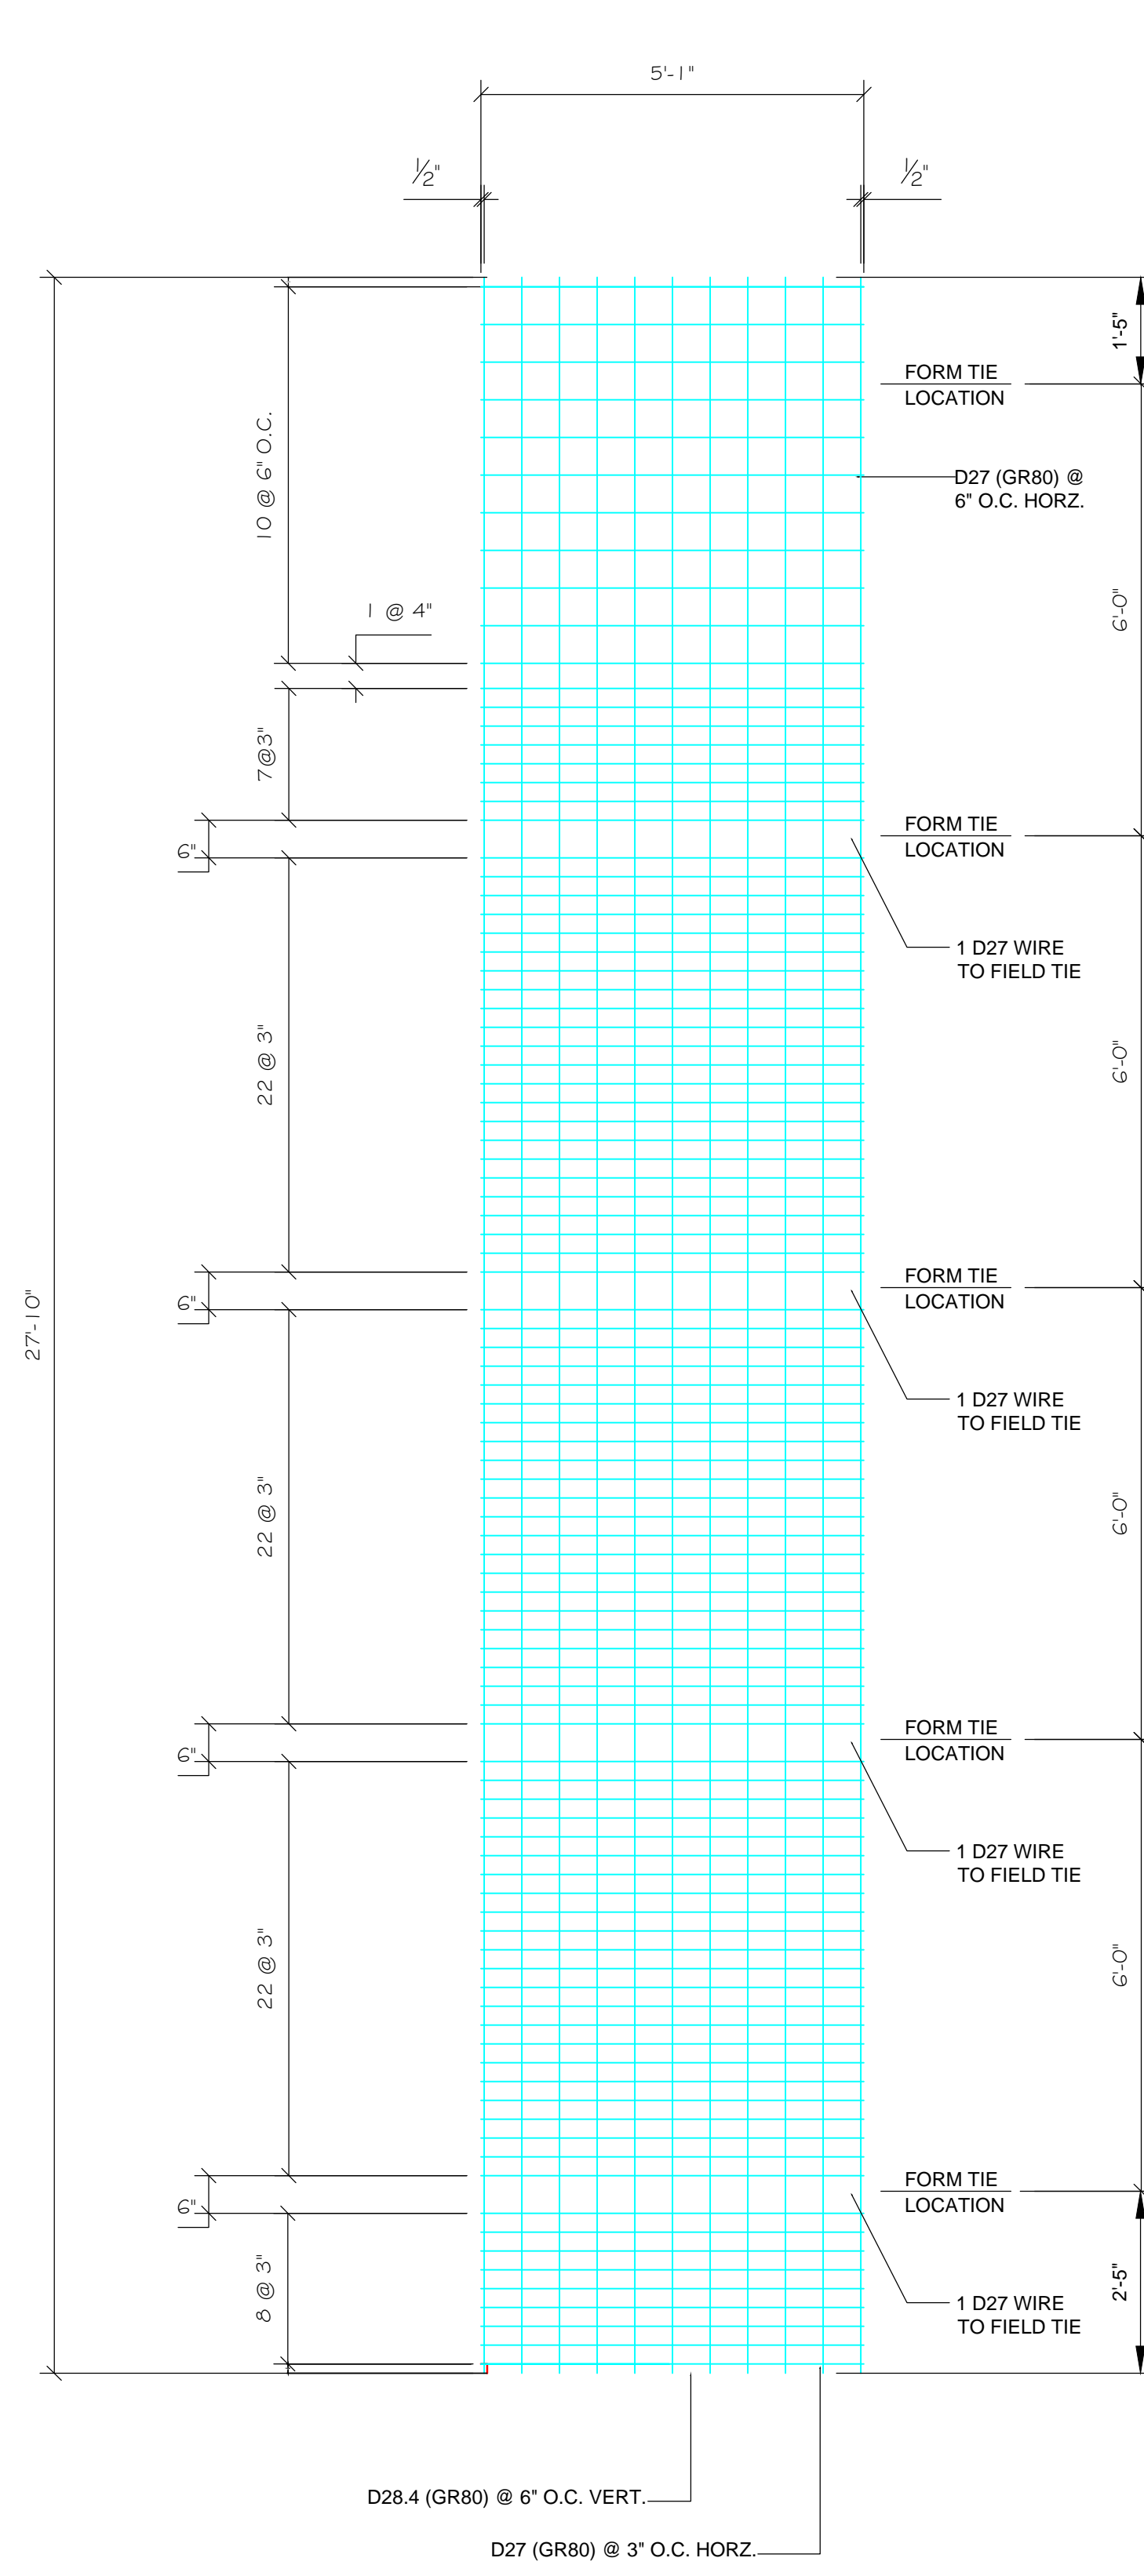 5'-1"
1/2"
1/2"
1'-5"
FORM TIE
LOCATION
10 @ 6" O.C.
D27 (GR80) @
6" O.C. HORZ.
6'-0"
1 @ 4"
7@3"
FORM TIE
LOCATION
6"
1 D27 WIRE
TO FIELD TIE
22 @ 3"
6'-0"
FORM TIE
LOCATION
6"
27'-10"
1 D27 WIRE
TO FIELD TIE
22 @ 3"
6'-0"
FORM TIE
LOCATION
6"
1 D27 WIRE
TO FIELD TIE
22 @ 3"
6'-0"
FORM TIE
LOCATION
6"
8 @ 3"
2'-5"
1 D27 WIRE
TO FIELD TIE
D28.4 (GR80) @ 6" O.C. VERT.
D27 (GR80) @ 3" O.C. HORZ.